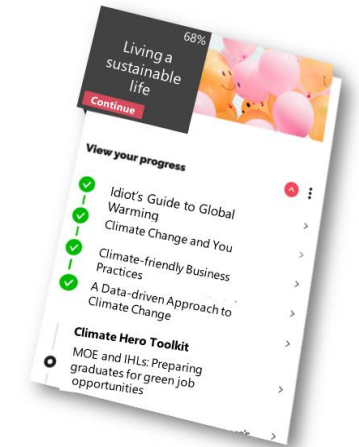 68%
Living a
sustainable
life
Continue
View your progress
Idiot's Guide to Global
Warming
Climate Change and You
Climate-friendly Business
Practices
A Data-driven Approach to
Climate Change
Climate Hero Toolkit
MOE and IHLs: Preparing
graduates for green job
opportunities